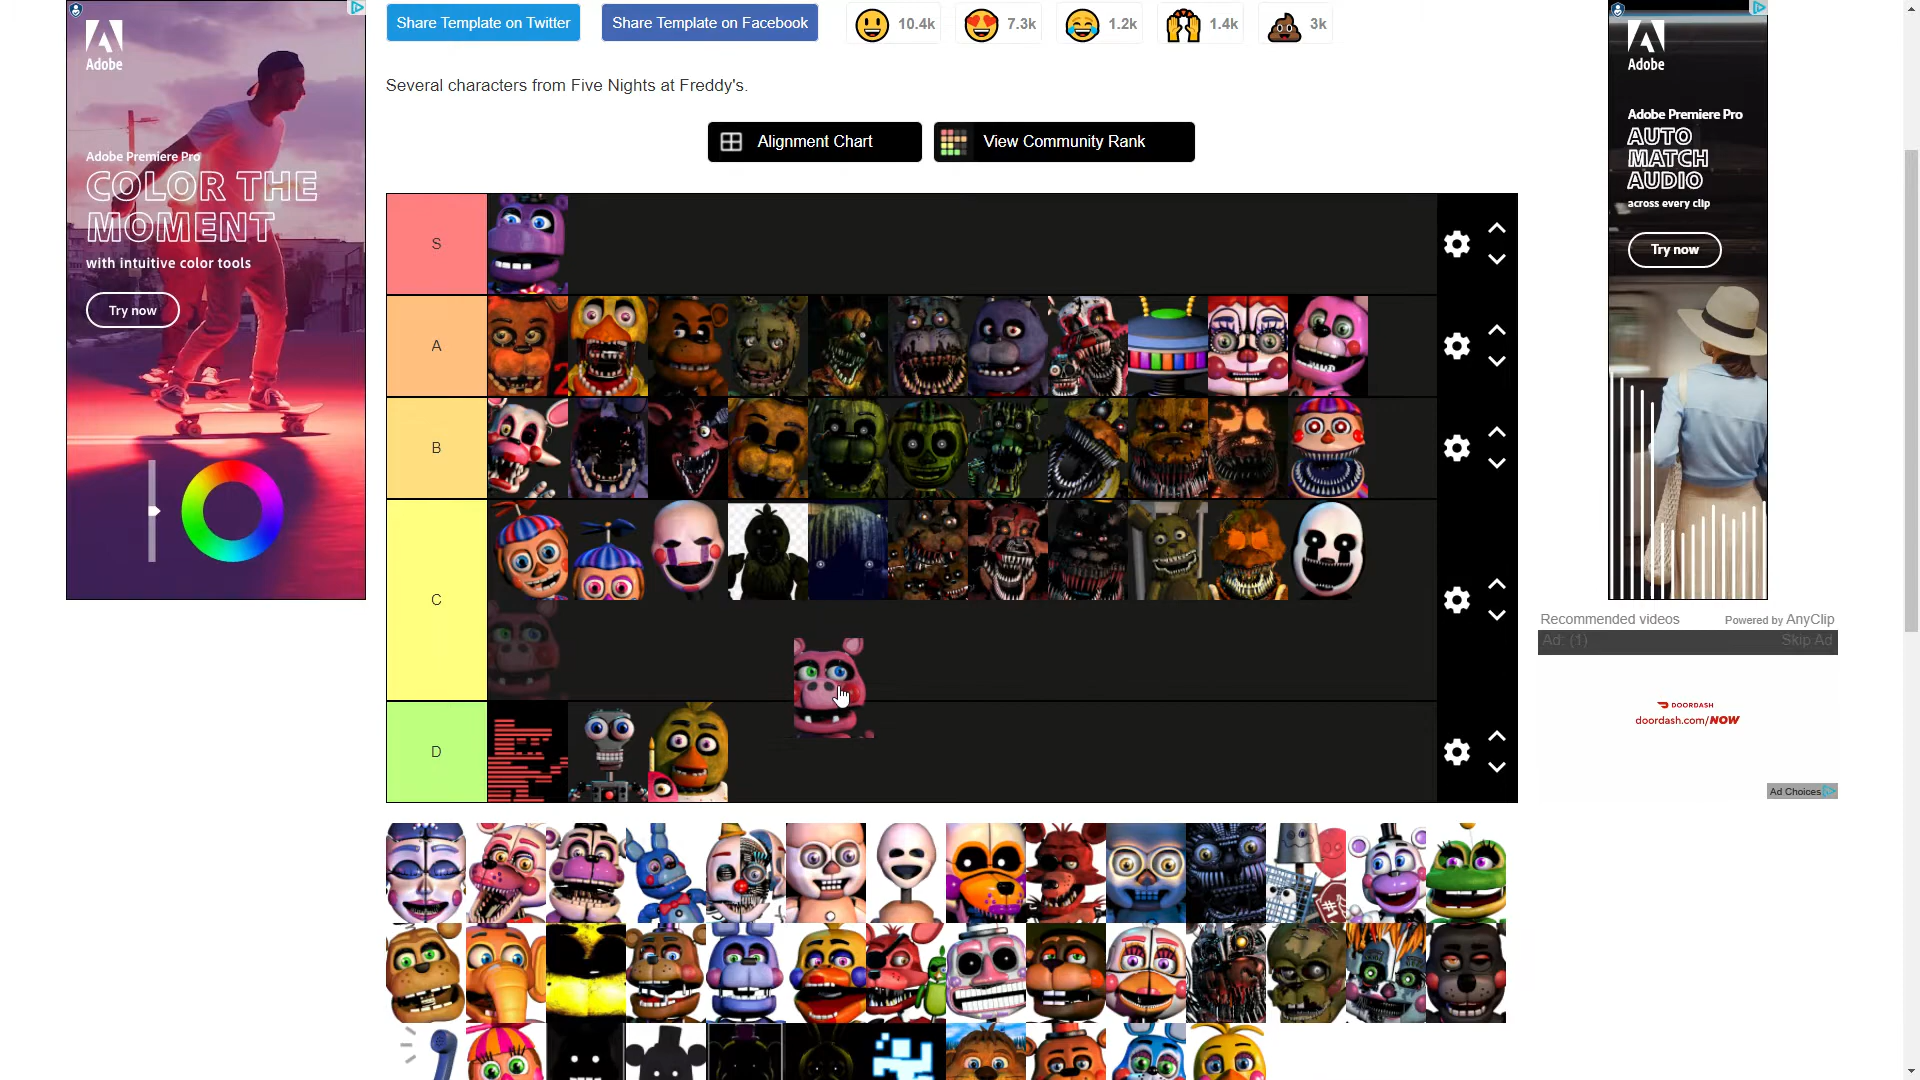 Share Template on Twitter
Share Template on Facebook
10.4k
7.3k
1.2k
1.4k
3k
Several characters from Five Nights at Freddy's.
Alignment Chart
View Community Rank
Adobe
Adobe Premiere Pro
COLOR THE
MOMENT
with intuitive color tools
Try now
S
A
B
C
D
Adobe
Adobe Premiere Pro
AUTO
MATCH
AUDIO
across every clip
Try now
Recommended videos
Powered by AnyClip
Ad: (1)
Skip Ad
DOORDASH
doordash.com/NOW
Ad Choices
#1